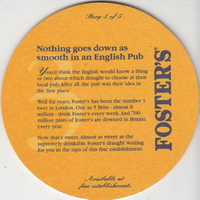 Story 3 of 5
Nothing goes down as
smooth in an English Pub
You'd think the English would know a thing
or two about which draught to choose at their
local pub. After all, the pub was their idea in
the first place.
Well for years, Foster's has been the number 1
beer in London. One in 5 Brits - almost 8
million - drink Foster's every week. And 700
million pints of Foster's are downed in Britain
every year.
Now that's sweet. Almost as sweet as the
supremely drinkable Foster's draught waiting
for you in the taps of this fine establishment.
Available at
fine establishments
FOSTER'S